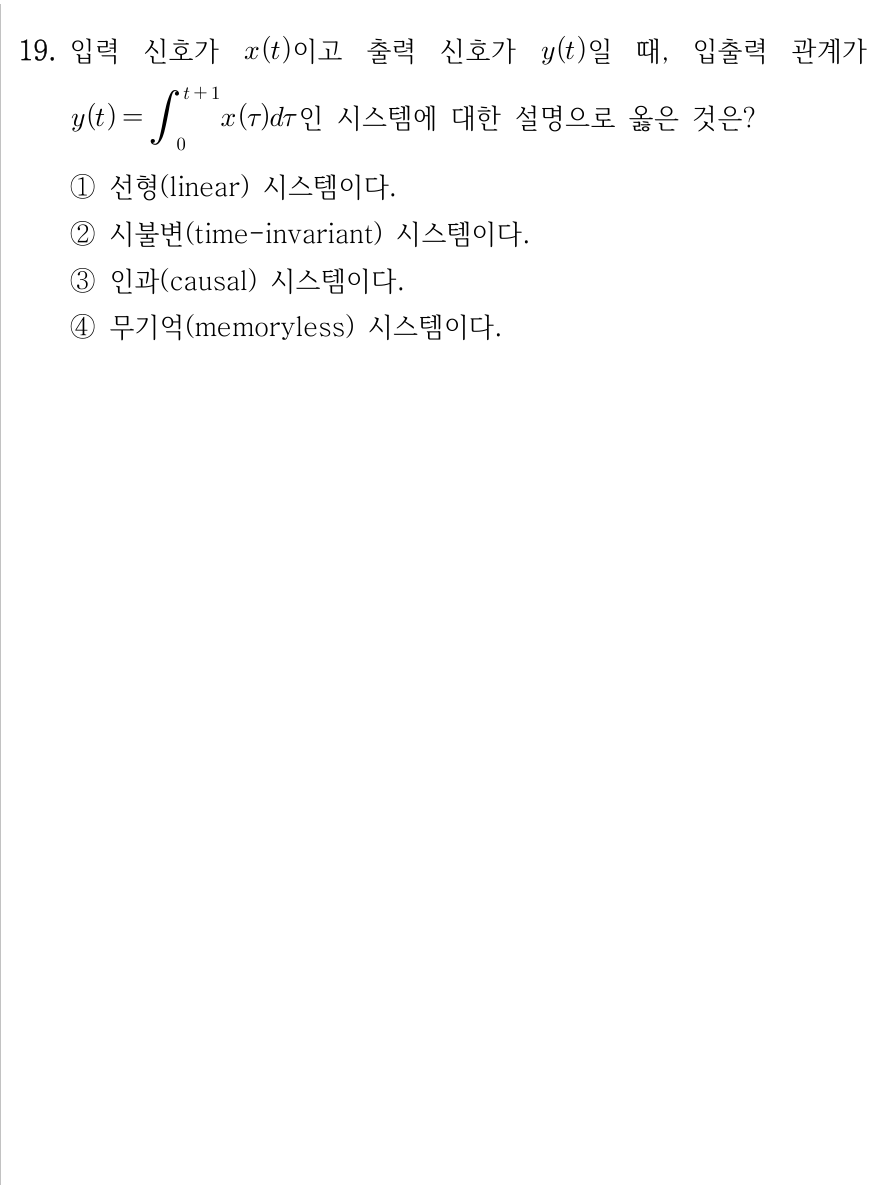 19. 입력 신호가 x(t)이고 출력 신호가 y(t)일 때, 입출력 관계가
y(t) = ∫₀^{t+1} x(τ)dτ인 시스템에 대한 설명으로 옳은 것은?
① 선형(linear) 시스템이다.
② 시불변(time-invariant) 시스템이다.
③ 인과(causal) 시스템이다.
④ 무기억(memoryless) 시스템이다.